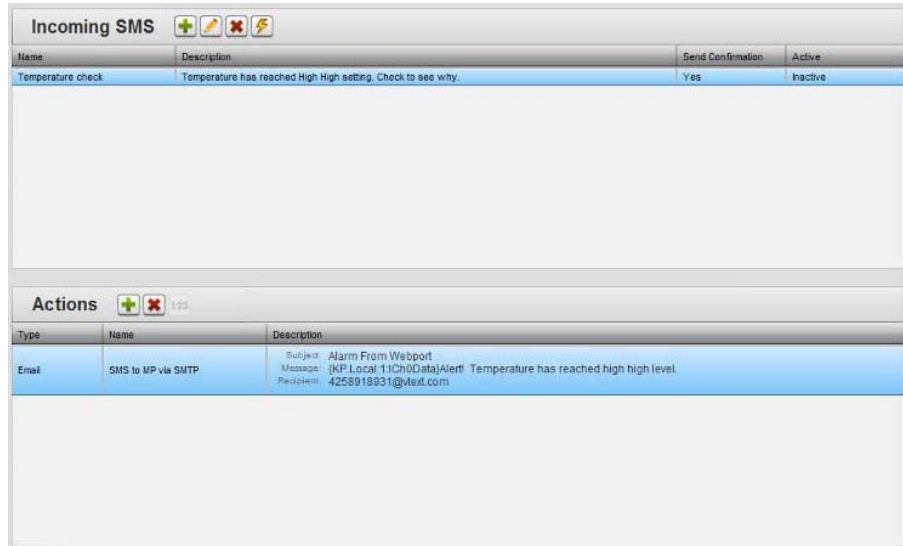 Incoming SMS
Name Description Send Confirmation Active
Temperature check Temperature has reached High High setting. Check to see why. Yes Inactive
Actions 123
Type Name Description
Email SMS to MP via SMTP Subject: Alarm From Webport
Message: {KP.Local:1:ICh0Data}Alert! Temperature has reached high high level.
Recipient: 4258918931@vtext.com